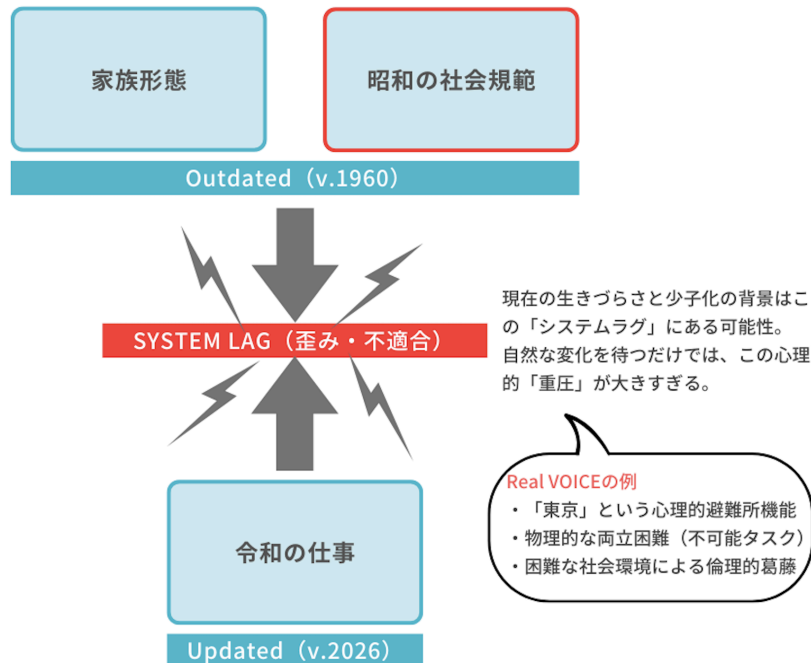 家族形態
昭和の社会規範
Outdated（v.1960）
SYSTEM LAG（歪み・不適合）
現在の生きづらさと少子化の背景はこ
の「システムラグ」にある可能性。
自然な変化を待つだけでは、この心理
的「重圧」が大きすぎる。
Real VOICEの例
・「東京」という心理的避難所機能
・物理的な両立困難（不可能タスク）
・困難な社会環境による倫理的葛藤
令和の仕事
Updated（v.2026）